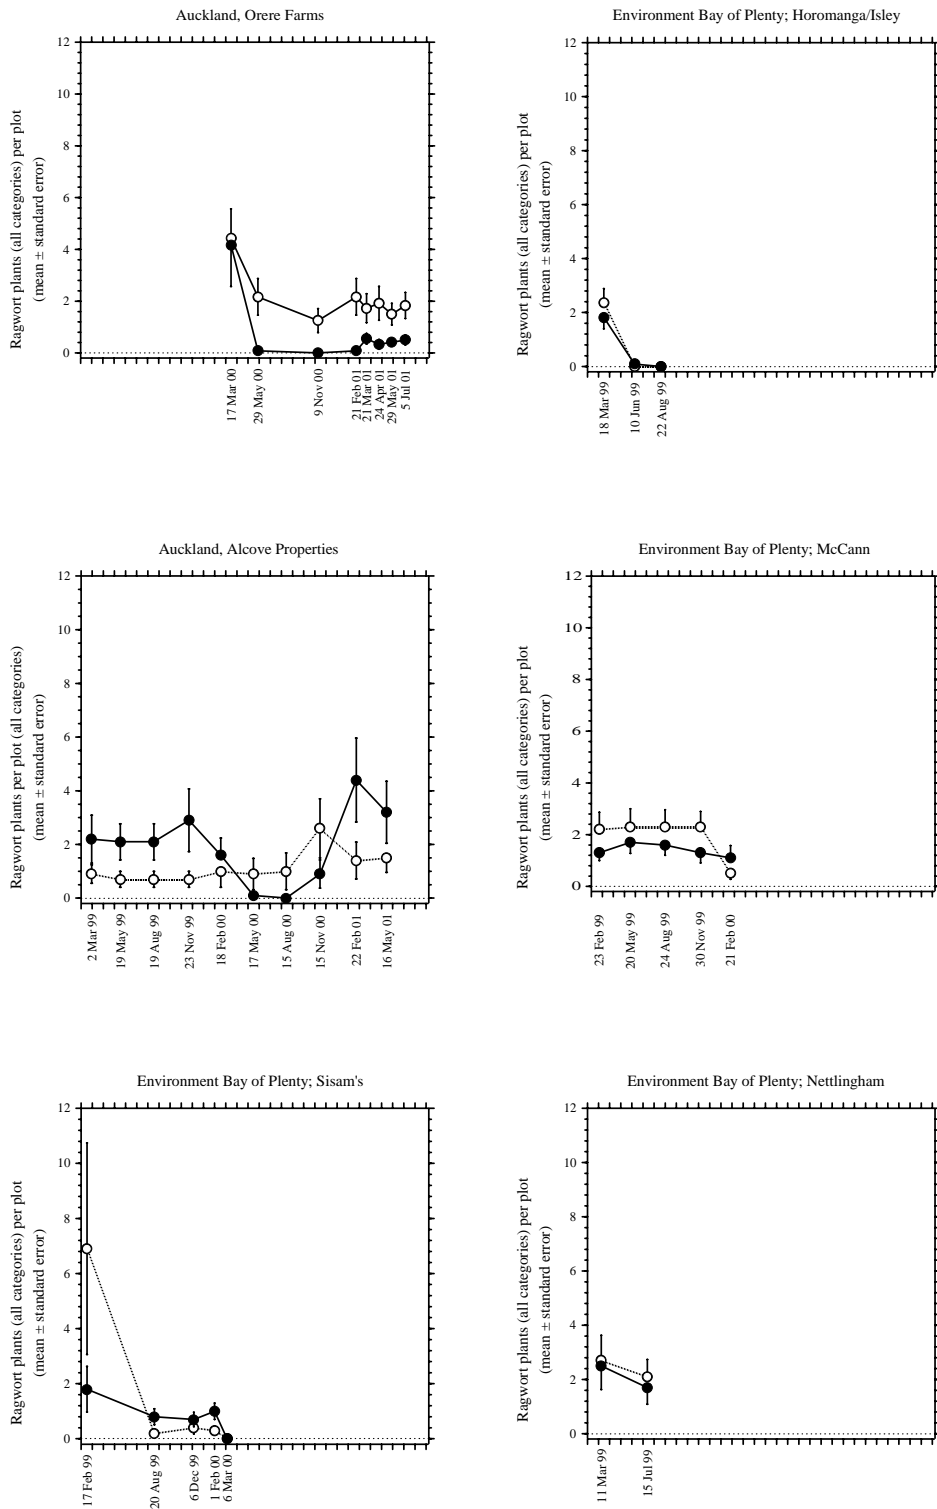 Auckland, Orere Farms
Ragwort plants (all categories) per plot
(mean ± standard error)
12
10
8
6
4
2
0
17 Mar 00
29 May 00
9 Nov 00
21 Feb 01
21 Mar 01
24 Apr 01
29 May 01
5 Jul 01
Environment Bay of Plenty; Horomanga/Isley
Ragwort plants (all categories) per plot
(mean ± standard error)
12
10
8
6
4
2
0
18 Mar 99
10 Jun 99
22 Aug 99
Auckland, Alcove Properties
Ragwort plants per plot (all categories)
(mean ± standard error)
12
10
8
6
4
2
0
2 Mar 99
19 May 99
19 Aug 99
23 Nov 99
18 Feb 00
17 May 00
15 Aug 00
15 Nov 00
22 Feb 01
16 May 01
Environment Bay of Plenty; McCann
Ragwort plants (all categories) per plot
(mean ± standard error)
12
10
8
6
4
2
0
23 Feb 99
20 May 99
24 Aug 99
30 Nov 99
21 Feb 00
Environment Bay of Plenty; Sisam's
Ragwort plants (all categories) per plot
(mean ± standard error)
12
10
8
6
4
2
0
17 Feb 99
20 Aug 99
6 Dec 99
1 Feb 00
6 Mar 00
Environment Bay of Plenty; Nettlingham
Ragwort plants (all categories) per plot
(mean ± standard error)
12
10
8
6
4
2
0
11 Mar 99
15 Jul 99